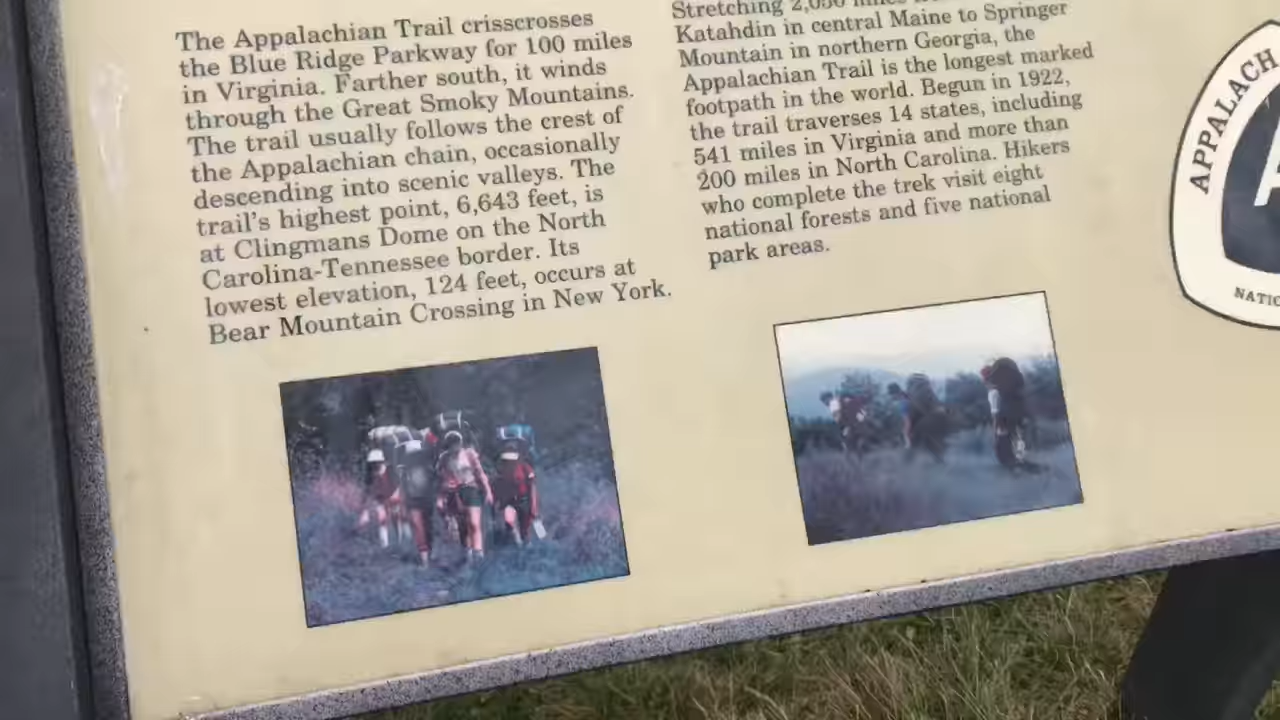 The Appalachian Trail crisscrosses
the Blue Ridge Parkway for 100 miles
in Virginia. Farther south, it winds
through the Great Smoky Mountains.
The trail usually follows the crest of
the Appalachian chain, occasionally
descending into scenic valleys. The
trail's highest point, 6,643 feet, is
at Clingmans Dome on the North
Carolina-Tennessee border. Its
lowest elevation, 124 feet, occurs at
Bear Mountain Crossing in New York.
Stretching 2,050 miles
Katahdin in central Maine to Springer
Mountain in northern Georgia, the
Appalachian Trail is the longest marked
footpath in the world. Begun in 1922,
the trail traverses 14 states, including
541 miles in Virginia and more than
200 miles in North Carolina. Hikers
who complete the trek visit eight
national forests and five national
park areas.
APPALACH
NATIO